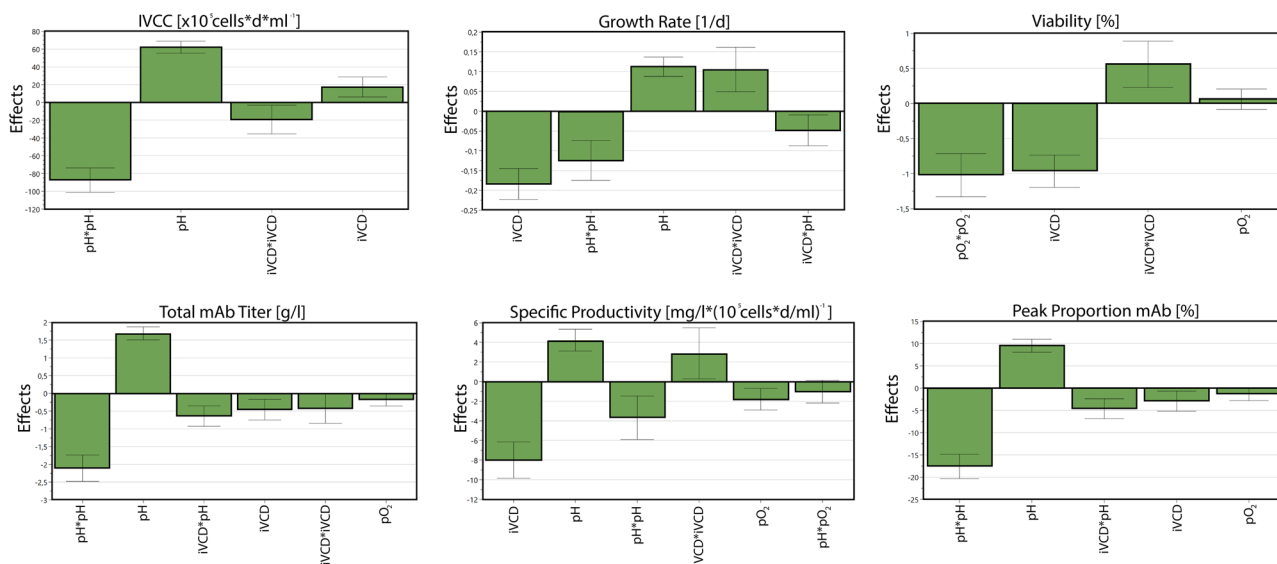 IVCC [x10⁵cells*d*ml⁻¹]
Effects
80
60
40
20
0
-20
-40
-60
-80
-100
-120
pH*pH
pH
iVCD*iVCD
iVCD
Growth Rate [1/d]
Effects
0,2
0,15
0,1
0,05
0
-0,05
-0,1
-0,15
-0,2
-0,25
iVCD
pH*pH
pH
iVCD*iVCD
iVCD*pH
Viability [%]
Effects
1
0,5
0
-0,5
-1
-1,5
pO₂*pO₂
iVCD
iVCD*iVCD
pO₂
Total mAb Titer [g/l]
Effects
2
1,5
1
0,5
0
-0,5
-1
-1,5
-2
-2,5
-3
pH*pH
pH
iVCD*pH
iVCD
iVCD*iVCD
pO₂
Specific Productivity [mg/l*(10⁵cells*d/ml)⁻¹]
Effects
6
4
2
0
-2
-4
-6
-8
-10
-12
iVCD
pH
pH*pH
VCD*iVCD
pO₂
pH*pO₂
Peak Proportion mAb [%]
Effects
20
15
10
5
0
-5
-10
-15
-20
-25
pH*pH
pH
iVCD*pH
iVCD
pO₂